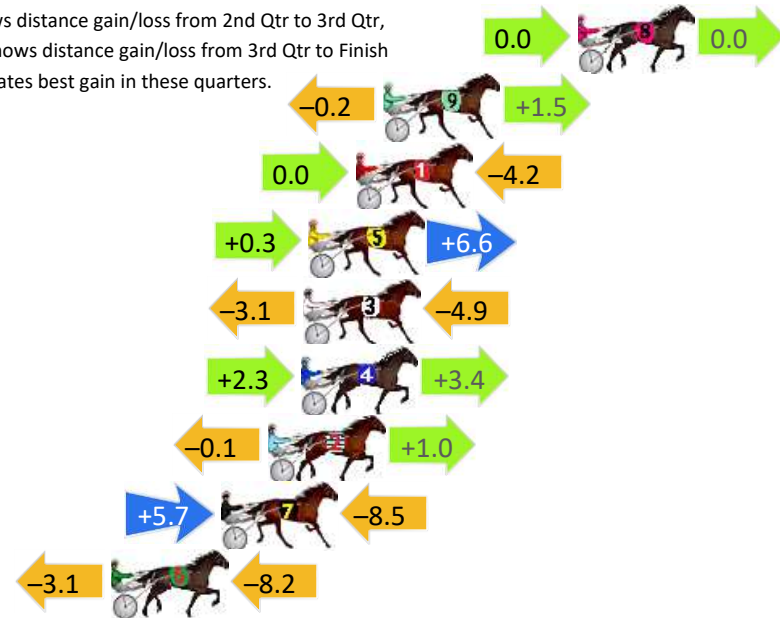 ws distance gain/loss from 2nd Qtr to 3rd Qtr,
hows distance gain/loss from 3rd Qtr to Finish
ates best gain in these quarters.
0.0 8 0.0
–0.2 9 +1.5
0.0 1 –4.2
+0.3 5 +6.6
–3.1 3 –4.9
+2.3 4 +3.4
–0.1 2 +1.0
+5.7 7 –8.5
–3.1 6 –8.2